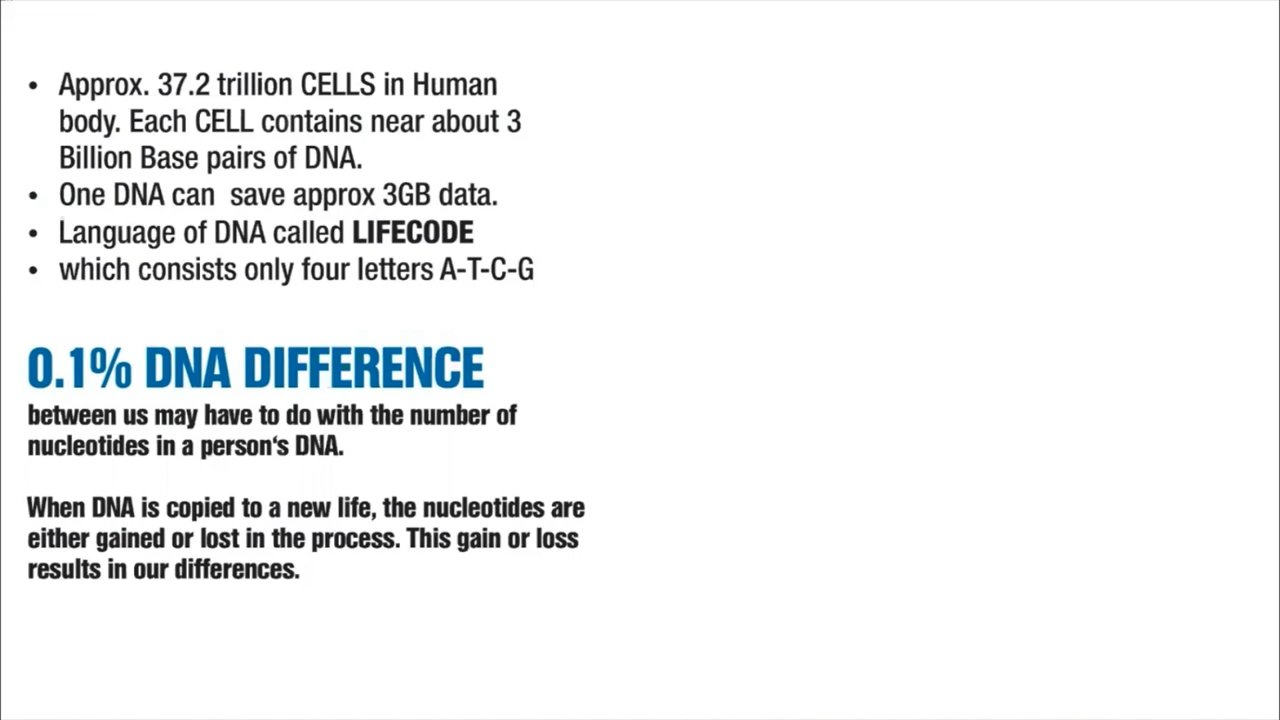 • Approx. 37.2 trillion CELLS in Human
body. Each CELL contains near about 3
Billion Base pairs of DNA.
• One DNA can  save approx 3GB data.
• Language of DNA called LIFECODE
• which consists only four letters A-T-C-G
0.1% DNA DIFFERENCE
between us may have to do with the number of
nucleotides in a person‘s DNA.
When DNA is copied to a new life, the nucleotides are
either gained or lost in the process. This gain or loss
results in our differences.